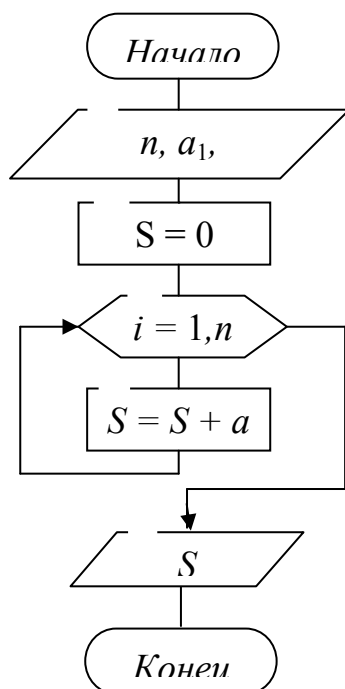 Начало
n, a₁,
S = 0
i = 1,n
S = S + a
S
Конец